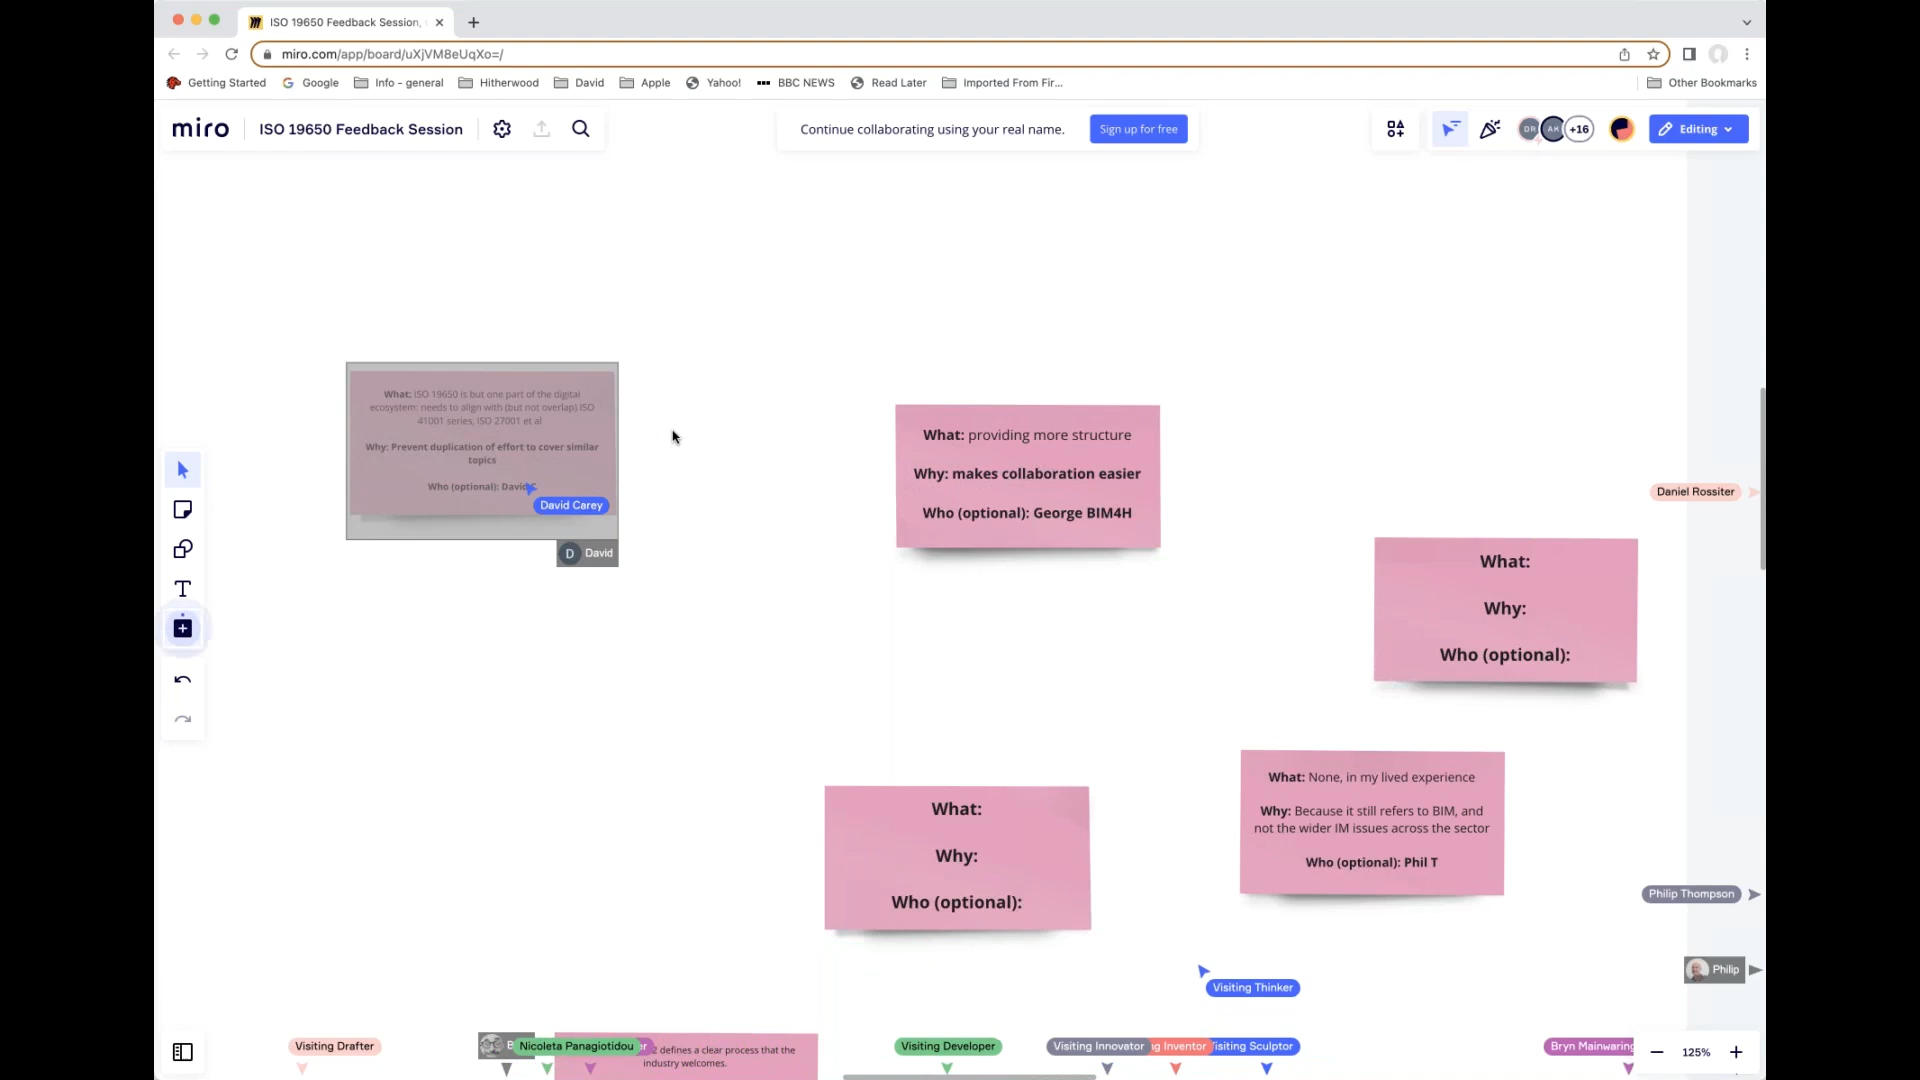 ISO 19650 Feedback Session,
miro.com/app/board/uXjVM8eUqXo=/
Getting Started
Google
Info - general
Hitherwood
David
Apple
Yahoo!
BBC NEWS
Read Later
Imported From Fir...
Other Bookmarks
miro
ISO 19650 Feedback Session
Continue collaborating using your real name.
Sign up for free
DR
AK
+16
Editing
What: ISO 19650 is but one part of the digital
ecosystem: needs to align with (but not overlap) ISO
41001 series, ISO 27001 et al
Why: Prevent duplication of effort to cover similar
topics
Who (optional): David C
David Carey
D David
What: providing more structure
Why: makes collaboration easier
Who (optional): George BIM4H
Daniel Rossiter
What:
Why:
Who (optional):
What: None, in my lived experience
Why: Because it still refers to BIM, and
not the wider IM issues across the sector
Who (optional): Phil T
What:
Why:
Who (optional):
Philip Thompson
Philip
Visiting Thinker
Visiting Drafter
B
Nicoleta Panagiotidou
er
2 defines a clear process that the
industry welcomes.
Visiting Developer
Visiting Innovator
ng Inventor
isiting Sculptor
Bryn Mainwaring
125%